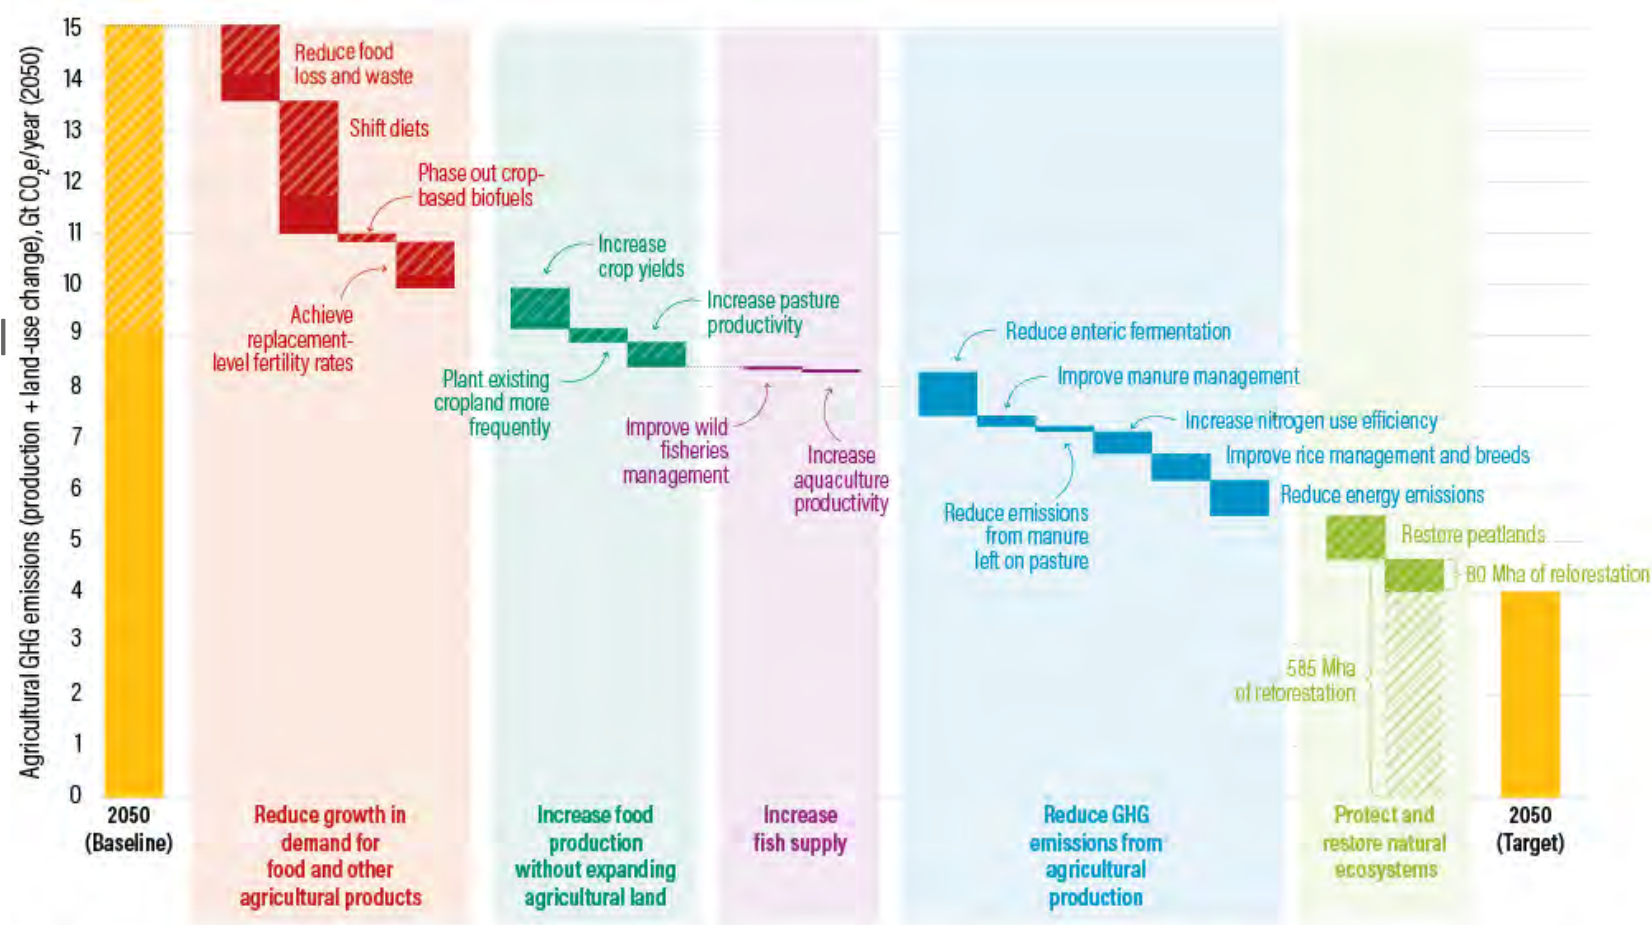 Agricultural GHG emissions (production + land-use change), Gt CO2e/year (2050)
15
14
13
12
11
10
9
8
7
6
5
4
3
2
1
0
Reduce food
loss and waste
Shift diets
Phase out crop-
based biofuels
Achieve
replacement-
level fertility rates
Increase
crop yields
Plant existing
cropland more
frequently
Increase pasture
productivity
Improve wild
fisheries
management
Increase
aquaculture
productivity
Reduce enteric fermentation
Improve manure management
Reduce emissions
from manure
left on pasture
Increase nitrogen use efficiency
Improve rice management and breeds
Reduce energy emissions
Restore peatlands
80 Mha of reforestation
585 Mha
of reforestation
2050
(Baseline)
Reduce growth in
demand for
food and other
agricultural products
Increase food
production
without expanding
agricultural land
Increase
fish supply
Reduce GHG
emissions from
agricultural
production
Protect and
restore natural
ecosystems
2050
(Target)